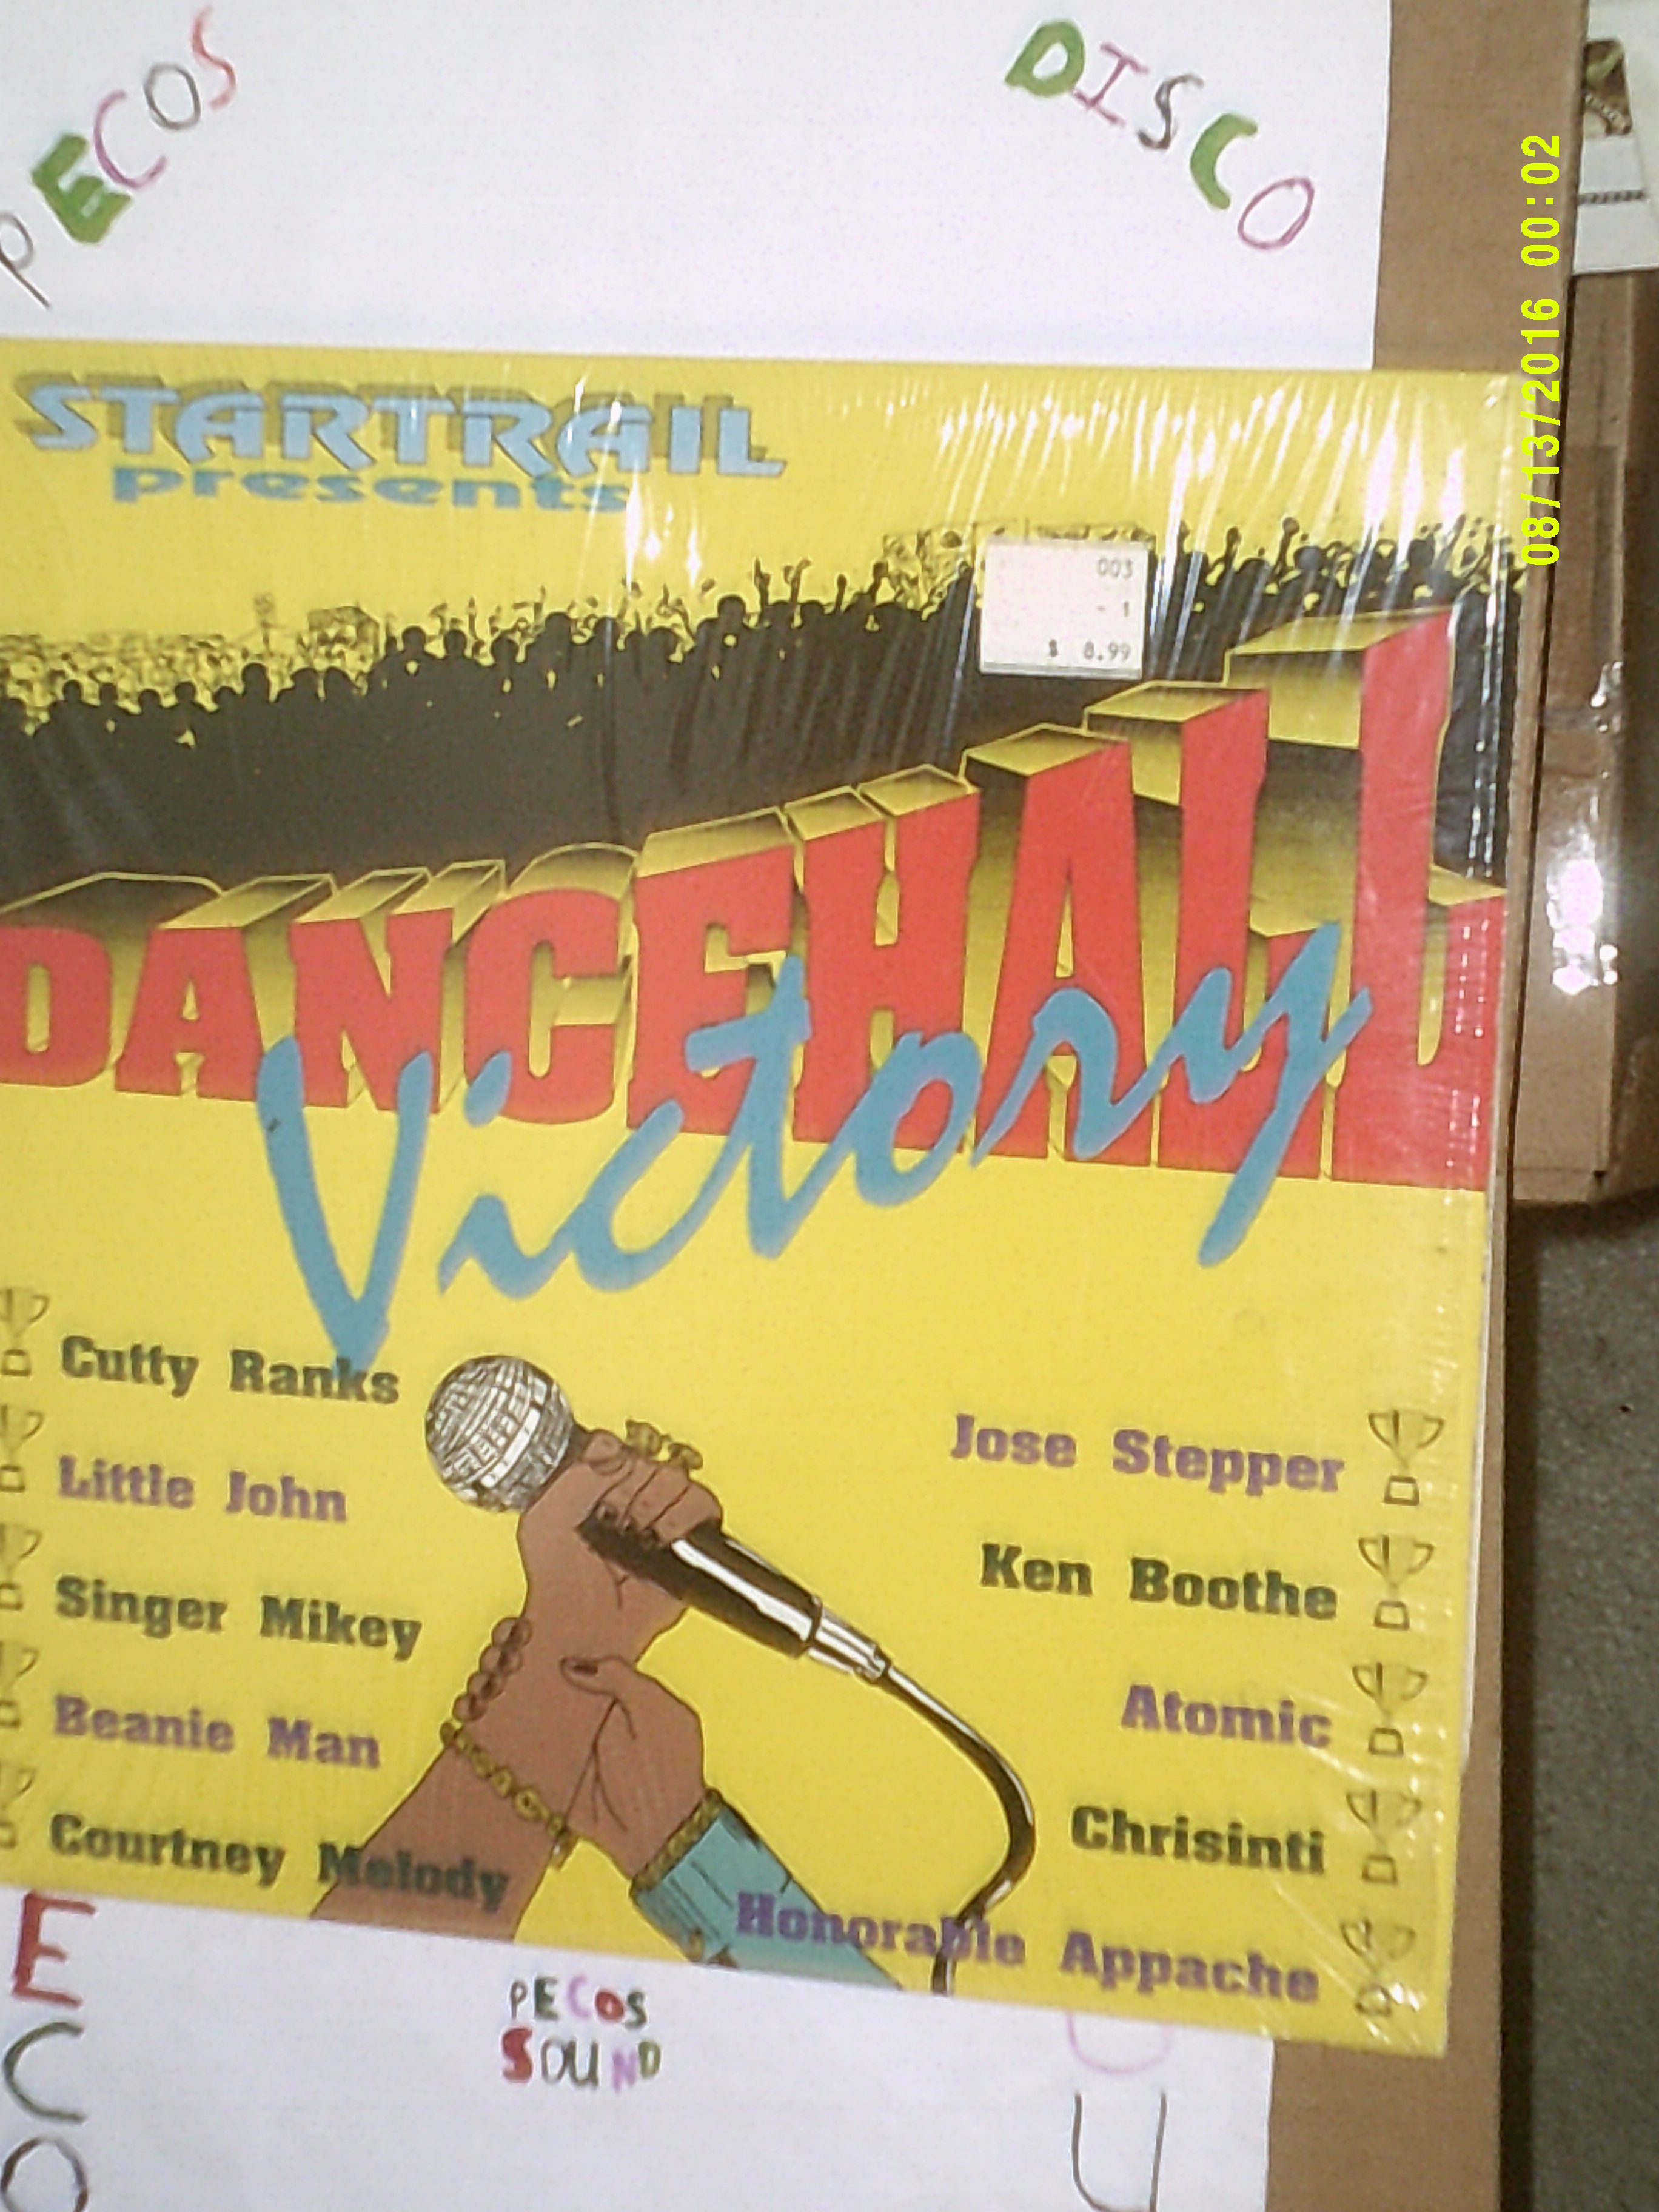 PECOS
DISCO
08/13/2016 00:02
STARTRAIL
presents
003
- 1
$ 8.99
DANCEHALL
Victory
Cutty Ranks
Little John
Singer Mikey
Beanie Man
Courtney Melody
Jose Stepper
Ken Boothe
Atomic
Chrisinti
Honorable Appache
PECOS
SOUND
E
C
O
U